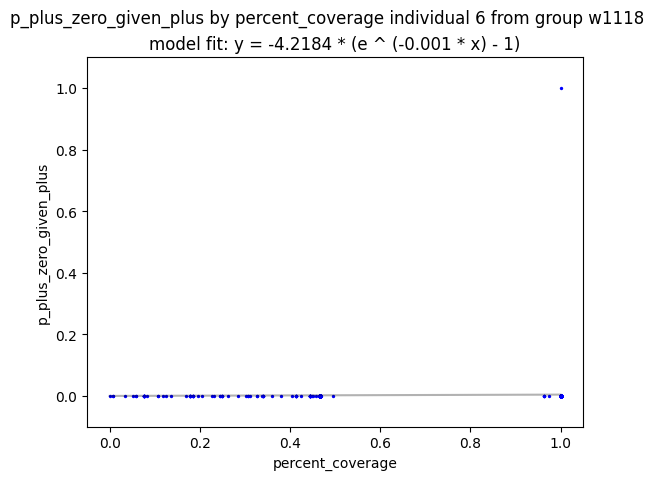 p_plus_zero_given_plus by percent_coverage individual 6 from group w1118
model fit: y = -4.2184 * (e ^ (-0.001 * x) - 1)
1.0
0.8
0.6
0.4
0.2
0.0
p_plus_zero_given_plus
0.0 0.2 0.4 0.6 0.8 1.0
percent_coverage